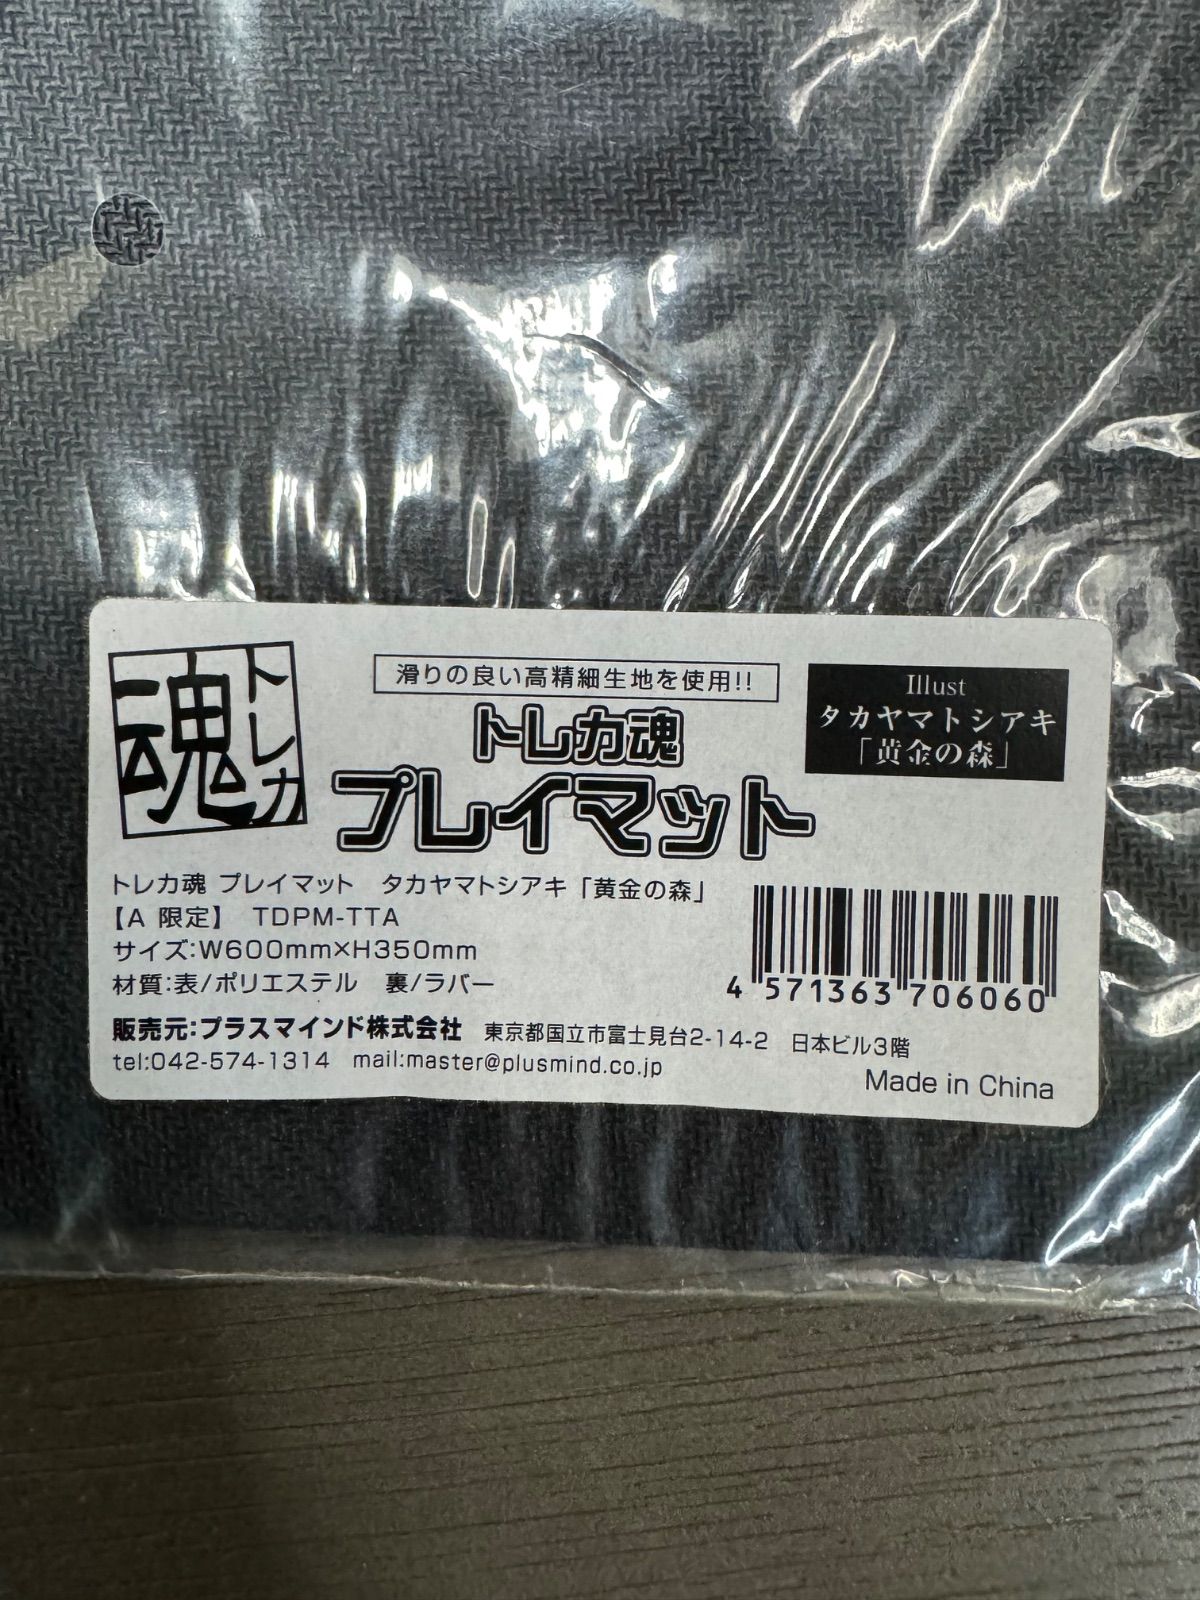 魂
トレカ
滑りの良い高精細生地を使用!!
トレカ魂
プレイマット
Illust
タカヤマトシアキ
「黄金の森」
トレカ魂 プレイマット　タカヤマトシアキ「黄金の森」
【A 限定】　TDPM-TTA
サイズ:W600mm×H350mm
材質:表/ポリエステル　裏/ラバー
4 571363 706060
販売元:プラスマインド株式会社　東京都国立市富士見台2-14-2　日本ビル3階
tel:042-574-1314　mail:master@plusmind.co.jp
Made in China